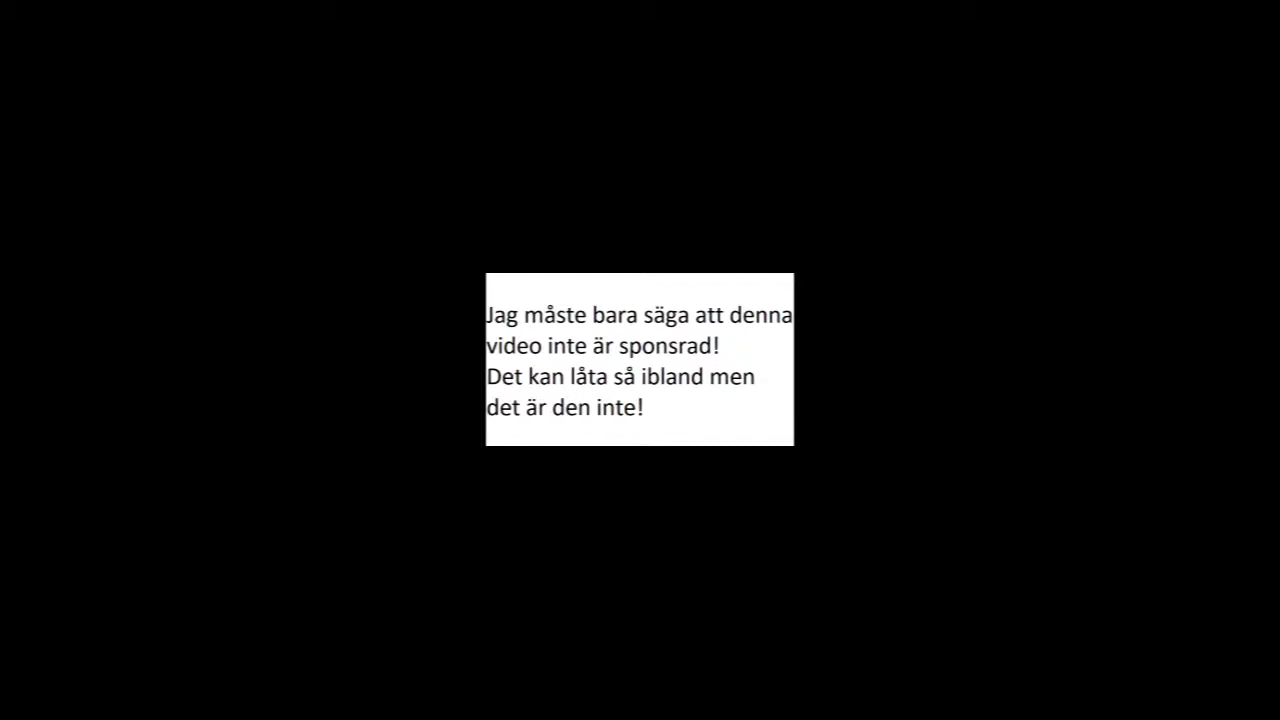 Jag måste bara säga att denna
video inte är sponsrad!
Det kan låta så ibland men
det är den inte!